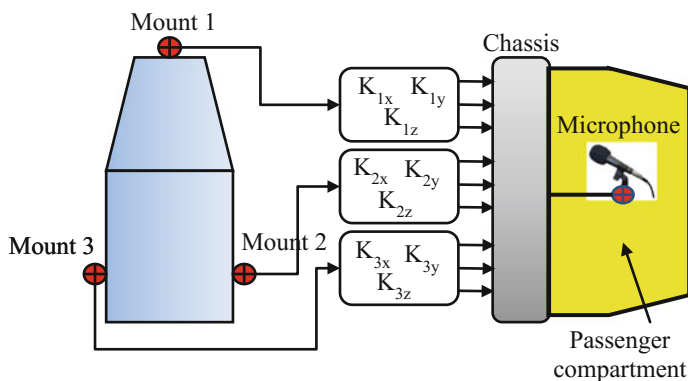 Mount 1
Chassis
K1x K1y
K1z
Microphone
K2x K2y
K2z
Mount 3
Mount 2
K3x K3y
K3z
Passenger
compartment